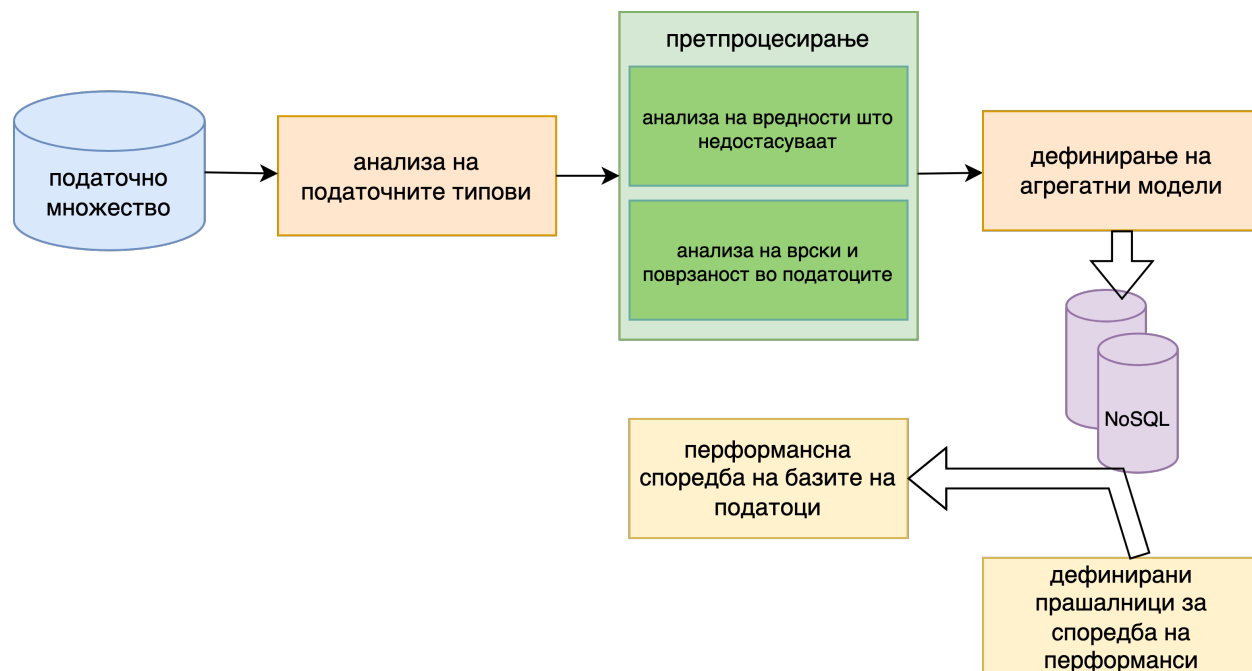 податочно
множество
анализа на
податочните типови
претпроцесирање
анализа на вредности што
недостасуваат
анализа на врски и
поврзаност во податоците
дефинирање на
агрегатни модели
NoSQL
перформансна
споредба на базите на
податоци
дефинирани
прашалници за
споредба на
перформанси